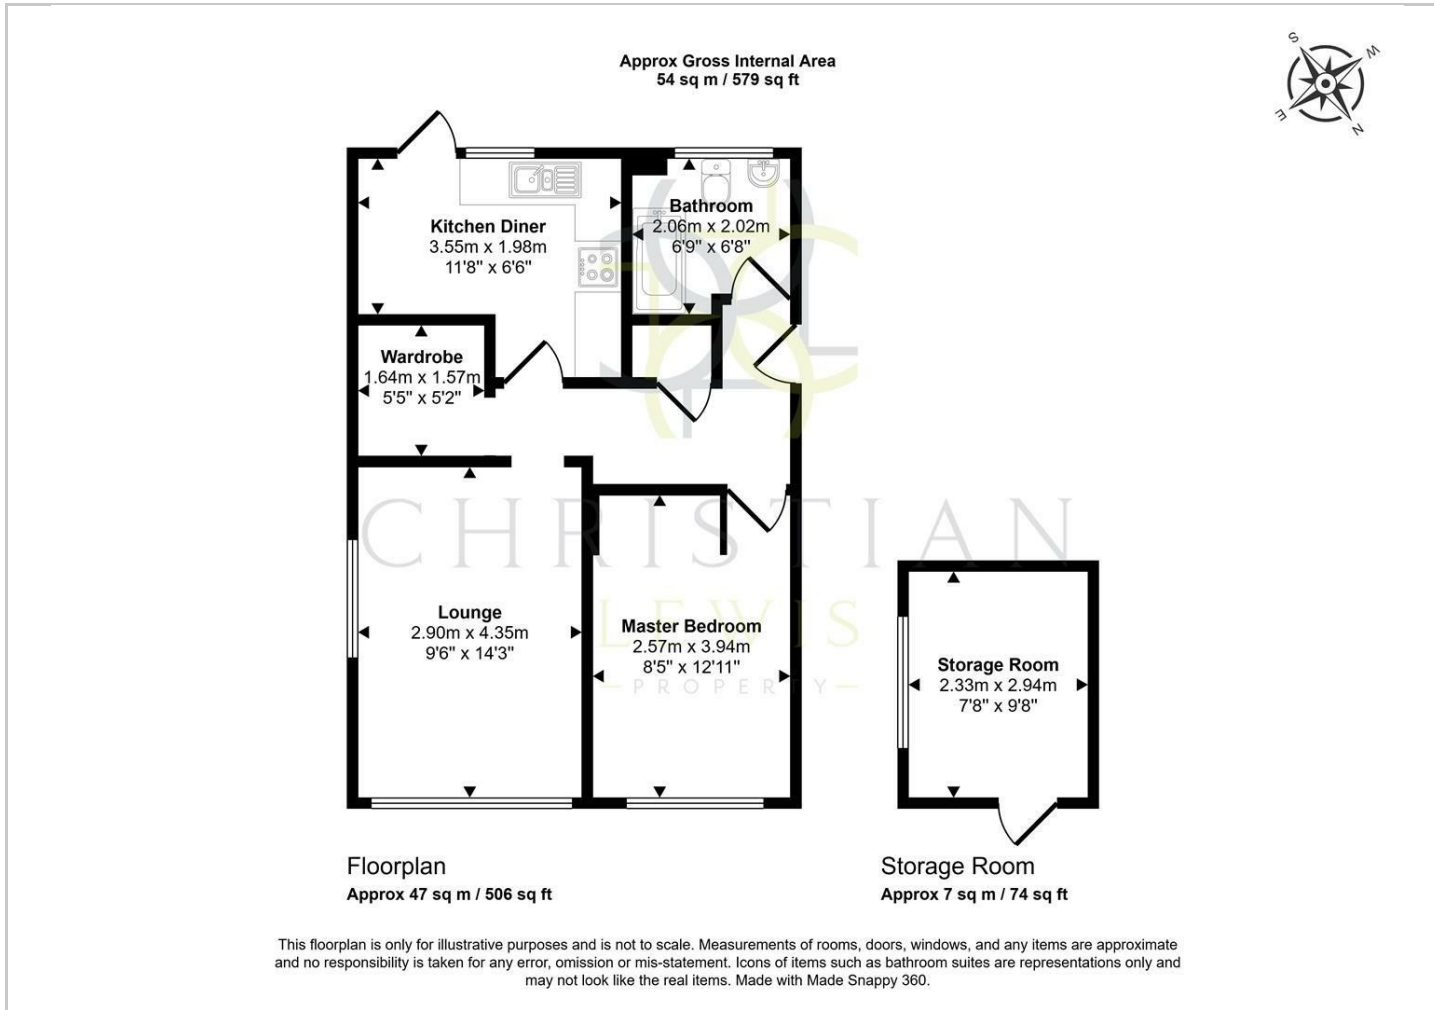 Approx Gross Internal Area
54 sq m / 579 sq ft
S
W
E
N
Kitchen Diner
3.55m x 1.98m
11'8" x 6'6"
Bathroom
2.06m x 2.02m
6'9" x 6'8"
Wardrobe
1.64m x 1.57m
5'5" x 5'2"
CHRISTIAN
LEWIS
PROPERTY
Lounge
2.90m x 4.35m
9'6" x 14'3"
Master Bedroom
2.57m x 3.94m
8'5" x 12'11"
Storage Room
2.33m x 2.94m
7'8" x 9'8"
Floorplan
Approx 47 sq m / 506 sq ft
Storage Room
Approx 7 sq m / 74 sq ft
This floorplan is only for illustrative purposes and is not to scale. Measurements of rooms, doors, windows, and any items are approximate
and no responsibility is taken for any error, omission or mis-statement. Icons of items such as bathroom suites are representations only and
may not look like the real items. Made with Made Snappy 360.